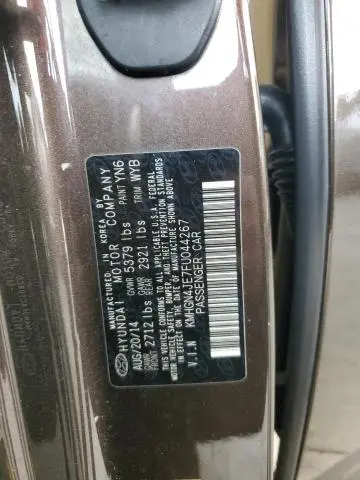 MANUFACTURED IN KOREA BY
HYUNDAI MOTOR COMPANY
AUG/20/14 GVWR 5379 lbs PAINT YN6
GAWR FRONT 2712 lbs GAWR REAR 2921 lbs TRIM WYB
THIS VEHICLE CONFORMS TO ALL APPLICABLE U.S.A. FEDERAL
MOTOR VEHICLE SAFETY, BUMPER, AND THEFT PREVENTION
STANDARDS IN EFFECT ON THE DATE OF MANUFACTURE SHOWN ABOVE
V.I.N KMHGN4JE7FU044267
PASSENGER CAR